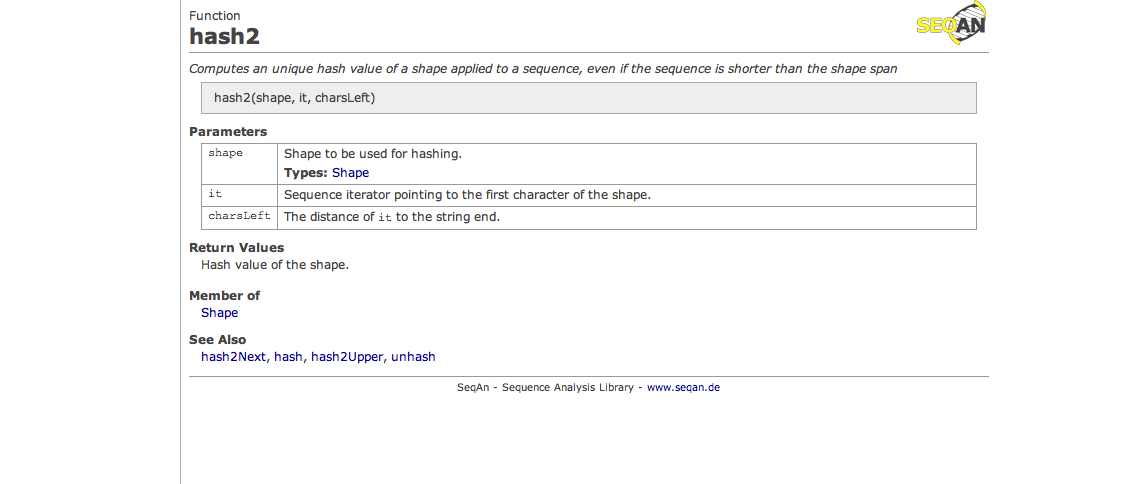 Function
hash2
SEQAN
Computes an unique hash value of a shape applied to a sequence, even if the sequence is shorter than the shape span
hash2(shape, it, charsLeft)
Parameters
shape
Shape to be used for hashing.
Types: Shape
it
Sequence iterator pointing to the first character of the shape.
charsLeft
The distance of it to the string end.
Return Values
Hash value of the shape.
Member of
Shape
See Also
hash2Next, hash, hash2Upper, unhash
SeqAn - Sequence Analysis Library - www.seqan.de